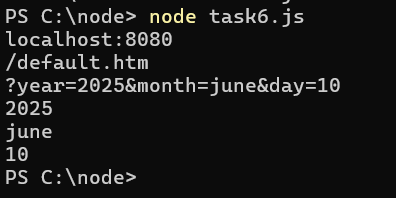 PS C:\node> node task6.js
localhost:8080
/default.htm
?year=2025&month=june&day=10
2025
june
10
PS C:\node>